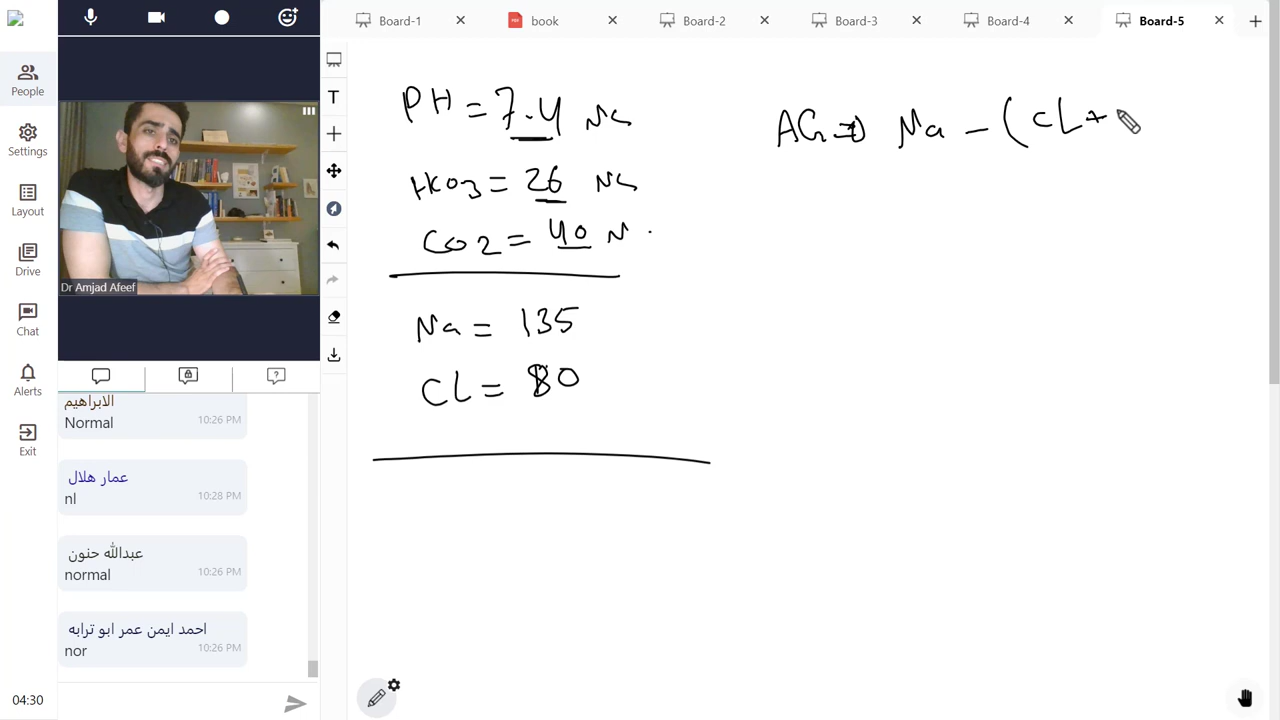 Board-1
book
Board-2
Board-3
Board-4
Board-5
People
Settings
Layout
Drive
Chat
Alerts
Exit
04:30
Dr Amjad Afeef
الابراهيم
Normal
10:26 PM
عمار هلال
nl
10:28 PM
عبدالله حنون
normal
10:26 PM
احمد ايمن عمر ابو ترابه
nor
10:26 PM
T
PH = 7.4 NL
HCO3 = 26 NL
CO2 = 40 N.
Na = 135
CL = 80
AG ⇒ Na - ( CL +